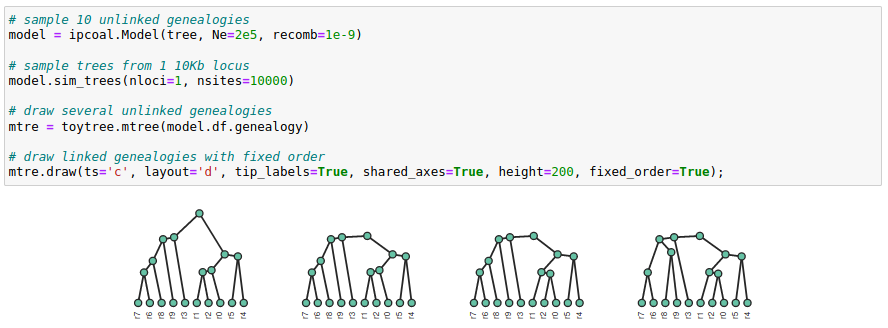 # sample 10 unlinked genealogies
model = ipcoal.Model(tree, Ne=2e5, recomb=1e-9)
# sample trees from 1 10Kb locus
model.sim_trees(nloci=1, nsites=10000)
# draw several unlinked genealogies
mtre = toytree.mtree(model.df.genealogy)
# draw linked genealogies with fixed order
mtre.draw(ts='c', layout='d', tip_labels=True, shared_axes=True, height=200, fixed_order=True);
r7 r6 r8 r9 r3 r1 r2 r0 r5 r4 r7 r6 r8 r9 r3 r1 r2 r0 r5 r4 r7 r6 r8 r9 r3 r1 r2 r0 r5 r4 r7 r6 r8 r9 r3 r1 r2 r0 r5 r4